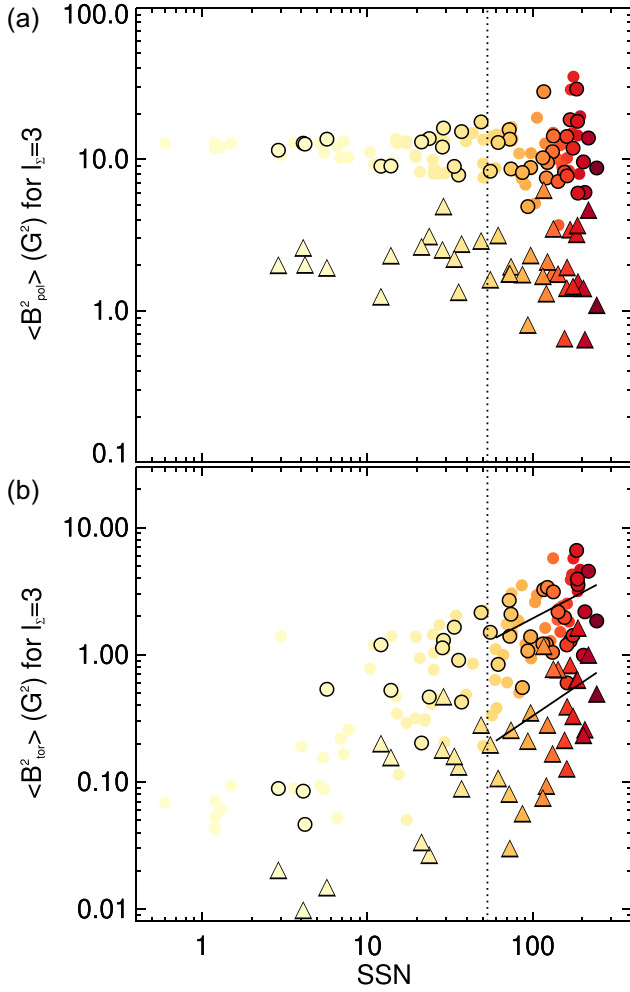 (a)
100.0
10.0
1.0
0.1
<B²pol> (G²) for lΣ=3
(b)
10.00
1.00
0.10
0.01
<B²tor> (G²) for lΣ=3
1
10
100
SSN